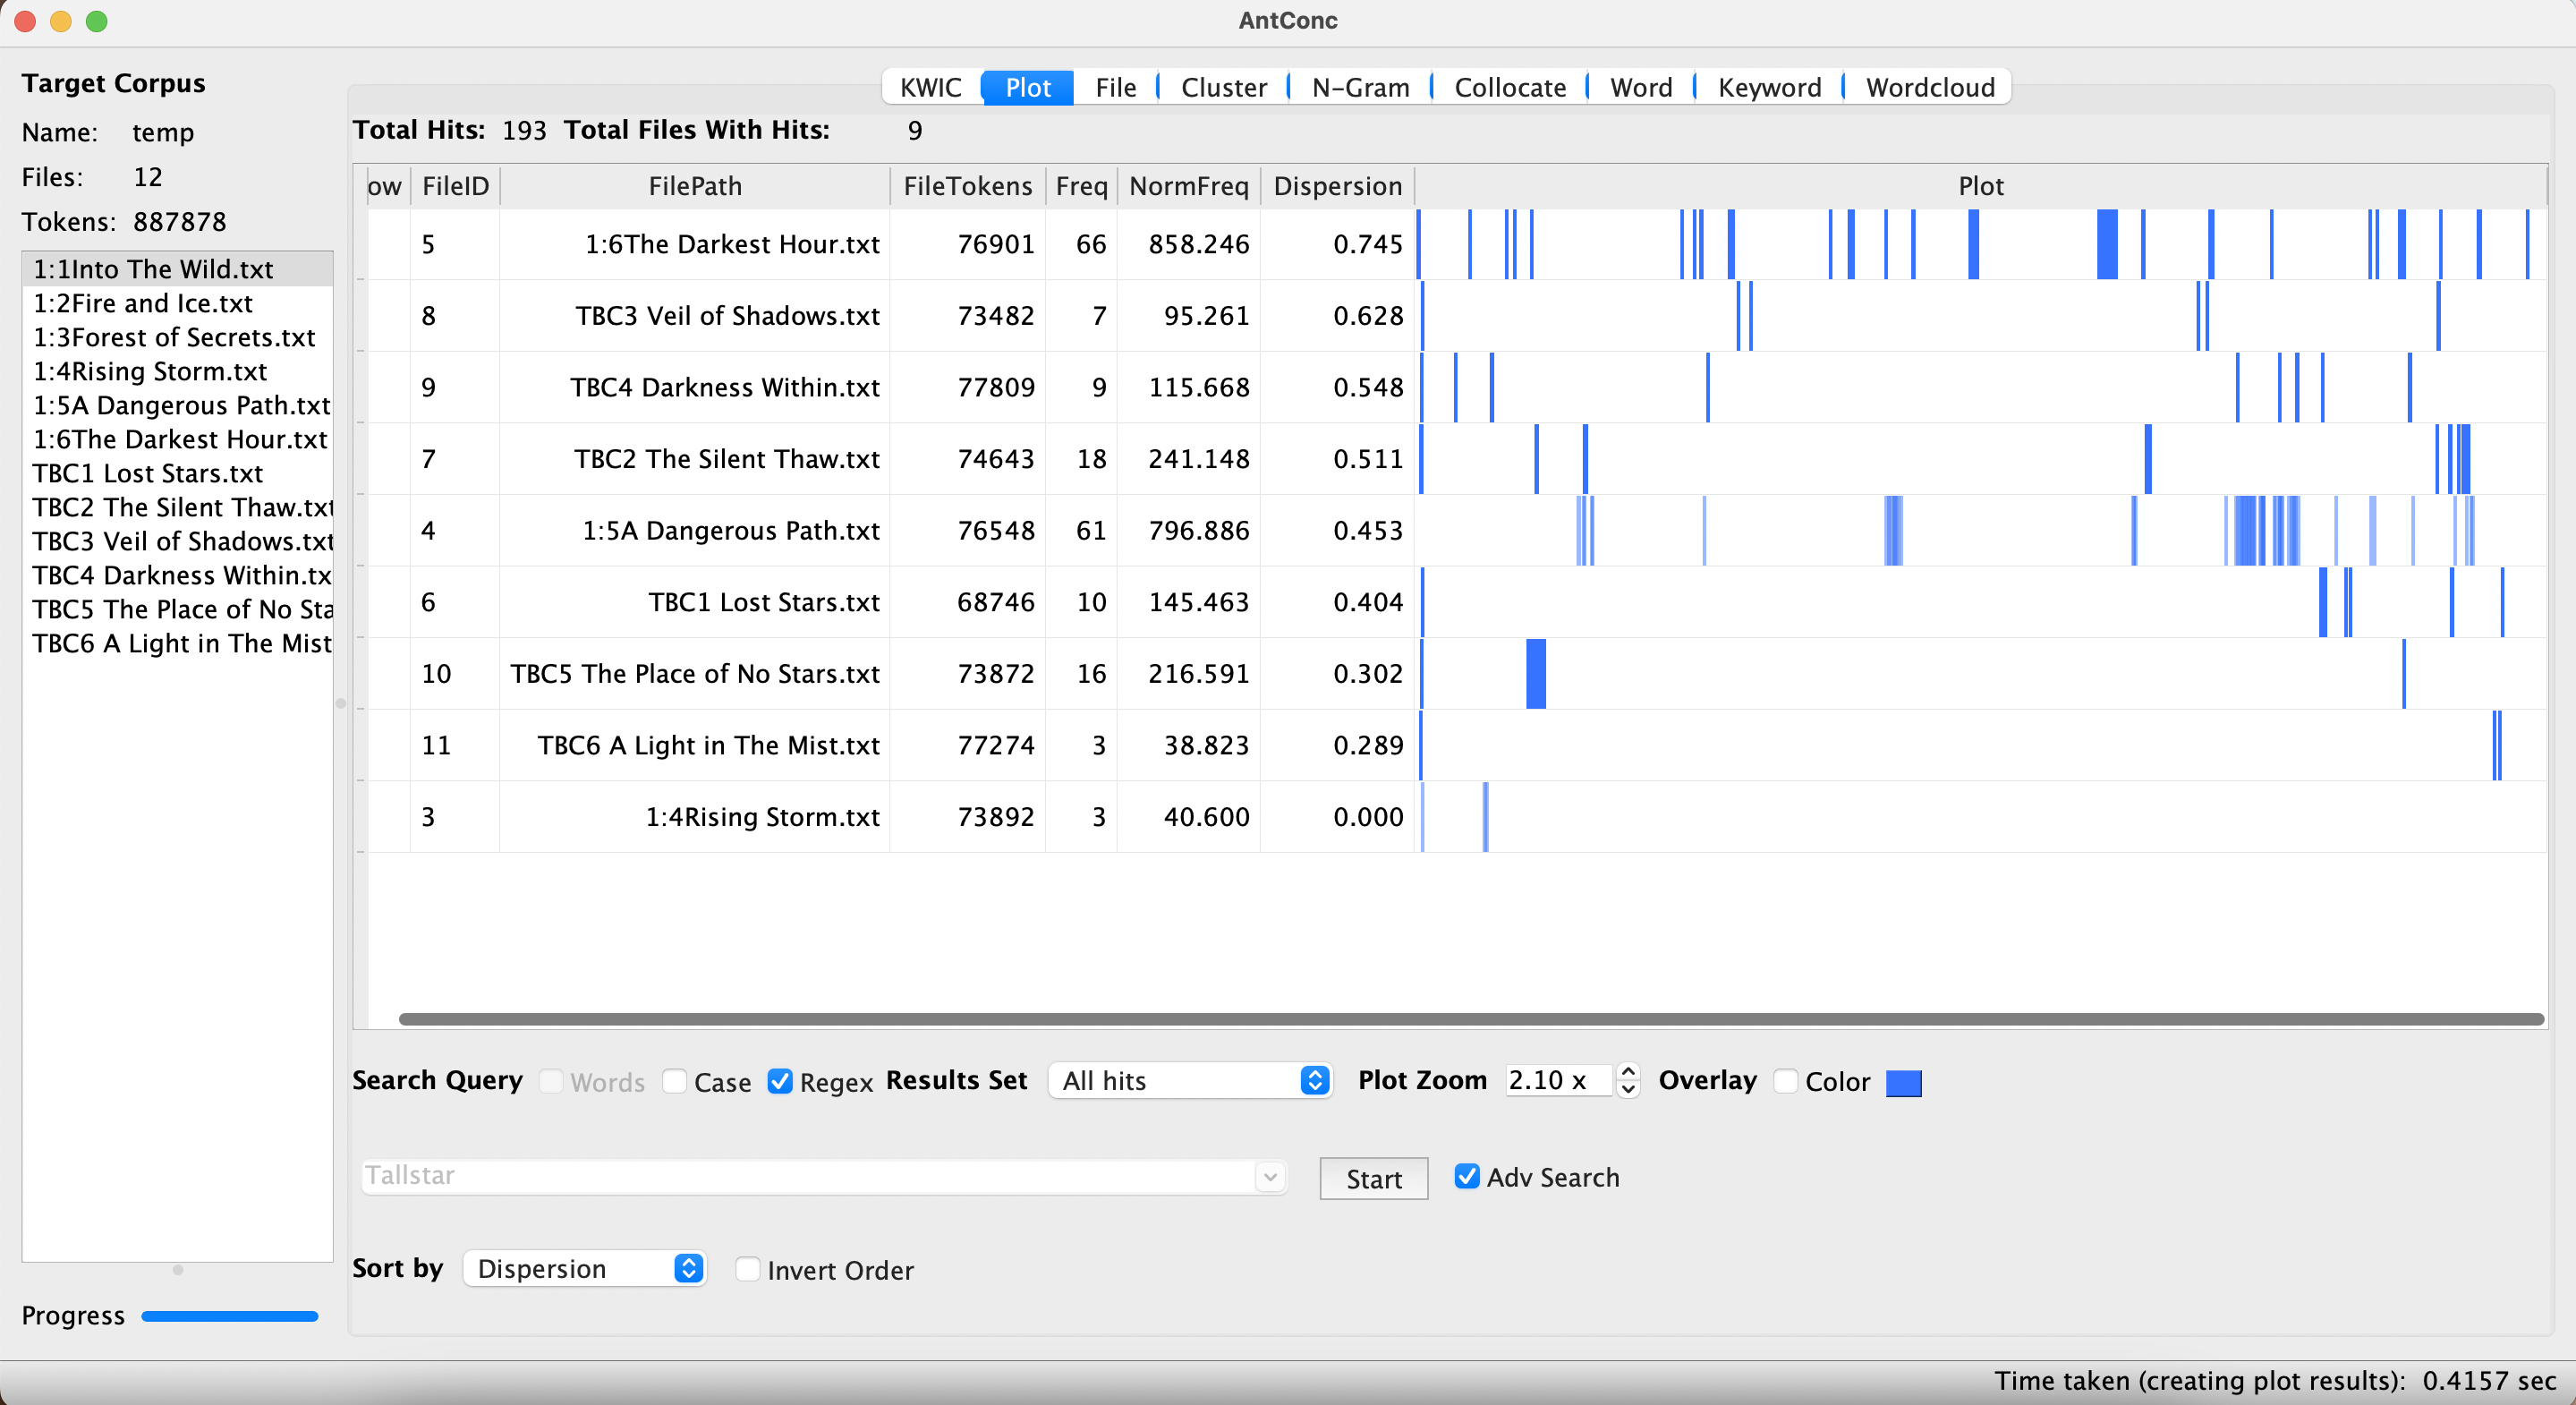 AntConc
Target Corpus
Name: temp
Files: 12
Tokens: 887878
1:1Into The Wild.txt
1:2Fire and Ice.txt
1:3Forest of Secrets.txt
1:4Rising Storm.txt
1:5A Dangerous Path.txt
1:6The Darkest Hour.txt
TBC1 Lost Stars.txt
TBC2 The Silent Thaw.txt
TBC3 Veil of Shadows.txt
TBC4 Darkness Within.tx
TBC5 The Place of No Sta
TBC6 A Light in The Mist
Progress
KWIC Plot File Cluster N-Gram Collocate Word Keyword Wordcloud
Total Hits: 193 Total Files With Hits: 9
ow FileID FilePath FileTokens Freq NormFreq Dispersion Plot
5 1:6The Darkest Hour.txt 76901 66 858.246 0.745
8 TBC3 Veil of Shadows.txt 73482 7 95.261 0.628
9 TBC4 Darkness Within.txt 77809 9 115.668 0.548
7 TBC2 The Silent Thaw.txt 74643 18 241.148 0.511
4 1:5A Dangerous Path.txt 76548 61 796.886 0.453
6 TBC1 Lost Stars.txt 68746 10 145.463 0.404
10 TBC5 The Place of No Stars.txt 73872 16 216.591 0.302
11 TBC6 A Light in The Mist.txt 77274 3 38.823 0.289
3 1:4Rising Storm.txt 73892 3 40.600 0.000
Search Query Words Case Regex Results Set All hits Plot Zoom 2.10 x Overlay Color
Tallstar Start Adv Search
Sort by Dispersion Invert Order
Time taken (creating plot results): 0.4157 sec